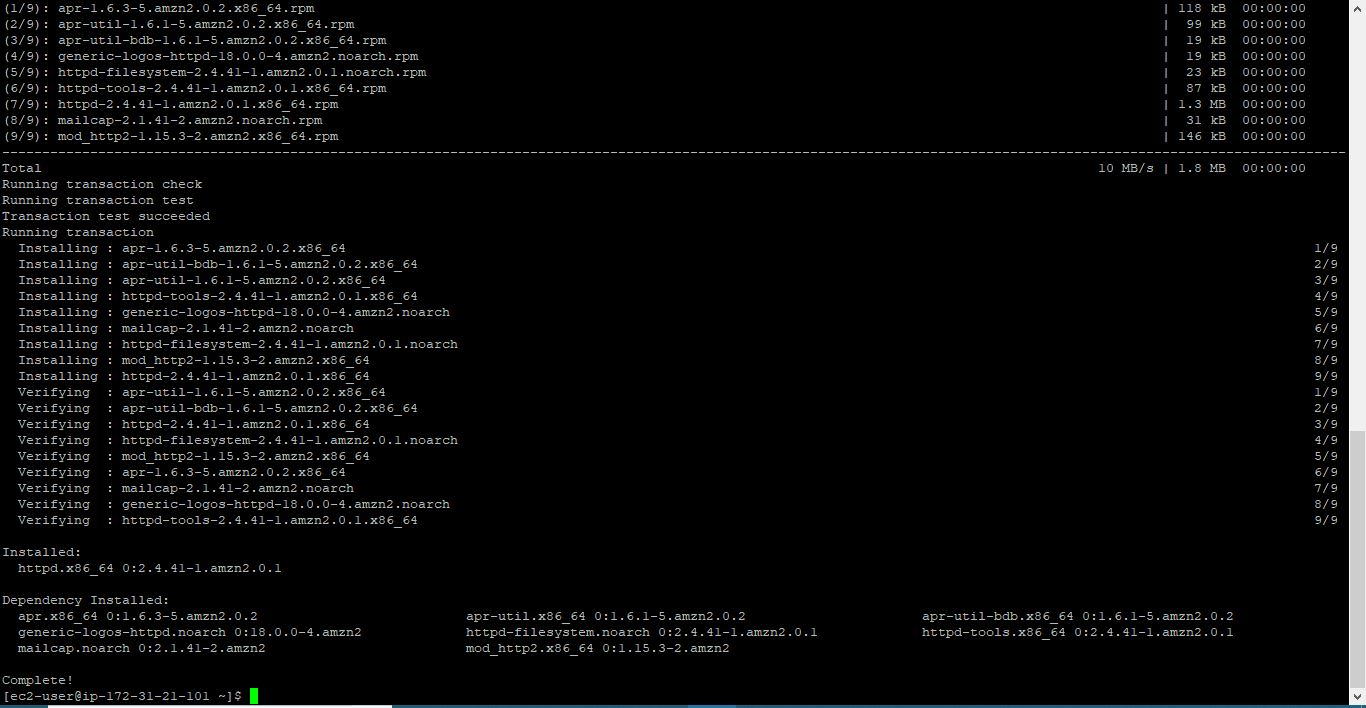 (1/9): apr-1.6.3-5.amzn2.0.2.x86_64.rpm | 118 kB 00:00:00
(2/9): apr-util-1.6.1-5.amzn2.0.2.x86_64.rpm | 99 kB 00:00:00
(3/9): apr-util-bdb-1.6.1-5.amzn2.0.2.x86_64.rpm | 19 kB 00:00:00
(4/9): generic-logos-httpd-18.0.0-4.amzn2.noarch.rpm | 19 kB 00:00:00
(5/9): httpd-filesystem-2.4.41-1.amzn2.0.1.noarch.rpm | 23 kB 00:00:00
(6/9): httpd-tools-2.4.41-1.amzn2.0.1.x86_64.rpm | 87 kB 00:00:00
(7/9): httpd-2.4.41-1.amzn2.0.1.x86_64.rpm | 1.3 MB 00:00:00
(8/9): mailcap-2.1.41-2.amzn2.noarch.rpm | 31 kB 00:00:00
(9/9): mod_http2-1.15.3-2.amzn2.x86_64.rpm | 146 kB 00:00:00
--------------------------------------------------------------------------------
Total 10 MB/s | 1.8 MB 00:00:00
Running transaction check
Running transaction test
Transaction test succeeded
Running transaction
Installing : apr-1.6.3-5.amzn2.0.2.x86_64 1/9
Installing : apr-util-bdb-1.6.1-5.amzn2.0.2.x86_64 2/9
Installing : apr-util-1.6.1-5.amzn2.0.2.x86_64 3/9
Installing : httpd-tools-2.4.41-1.amzn2.0.1.x86_64 4/9
Installing : generic-logos-httpd-18.0.0-4.amzn2.noarch 5/9
Installing : mailcap-2.1.41-2.amzn2.noarch 6/9
Installing : httpd-filesystem-2.4.41-1.amzn2.0.1.noarch 7/9
Installing : mod_http2-1.15.3-2.amzn2.x86_64 8/9
Installing : httpd-2.4.41-1.amzn2.0.1.x86_64 9/9
Verifying : apr-util-1.6.1-5.amzn2.0.2.x86_64 1/9
Verifying : apr-util-bdb-1.6.1-5.amzn2.0.2.x86_64 2/9
Verifying : httpd-2.4.41-1.amzn2.0.1.x86_64 3/9
Verifying : httpd-filesystem-2.4.41-1.amzn2.0.1.noarch 4/9
Verifying : mod_http2-1.15.3-2.amzn2.x86_64 5/9
Verifying : apr-1.6.3-5.amzn2.0.2.x86_64 6/9
Verifying : mailcap-2.1.41-2.amzn2.noarch 7/9
Verifying : generic-logos-httpd-18.0.0-4.amzn2.noarch 8/9
Verifying : httpd-tools-2.4.41-1.amzn2.0.1.x86_64 9/9
Installed:
httpd.x86_64 0:2.4.41-1.amzn2.0.1
Dependency Installed:
apr.x86_64 0:1.6.3-5.amzn2.0.2 apr-util.x86_64 0:1.6.1-5.amzn2.0.2 apr-util-bdb.x86_64 0:1.6.1-5.amzn2.0.2
generic-logos-httpd.noarch 0:18.0.0-4.amzn2 httpd-filesystem.noarch 0:2.4.41-1.amzn2.0.1 httpd-tools.x86_64 0:2.4.41-1.amzn2.0.1
mailcap.noarch 0:2.1.41-2.amzn2 mod_http2.x86_64 0:1.15.3-2.amzn2
Complete!
[ec2-user@ip-172-31-21-101 ~]$